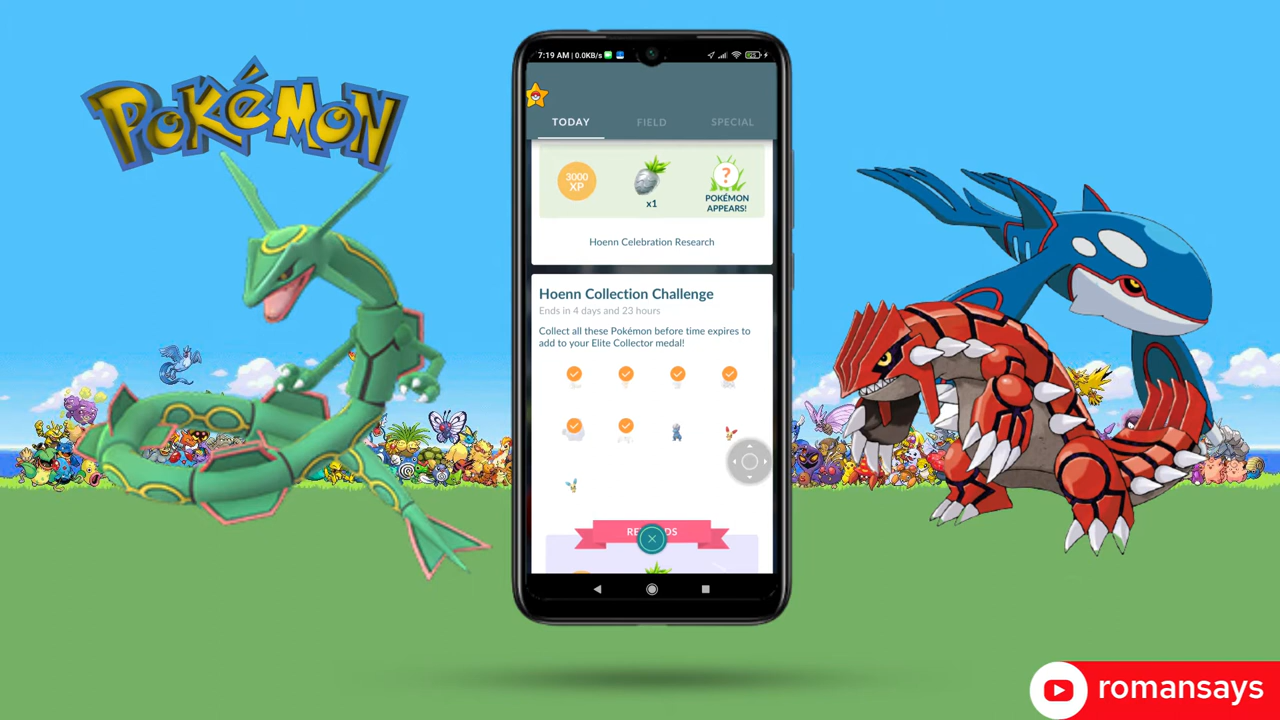 POKÉMON
7:19 AM | 0.0KB/s
TODAY
FIELD
SPECIAL
3000
XP
x1
?
POKÉMON
APPEARS!
Hoenn Celebration Research
Hoenn Collection Challenge
Ends in 4 days and 23 hours
Collect all these Pokémon before time expires to
add to your Elite Collector medal!
romansays